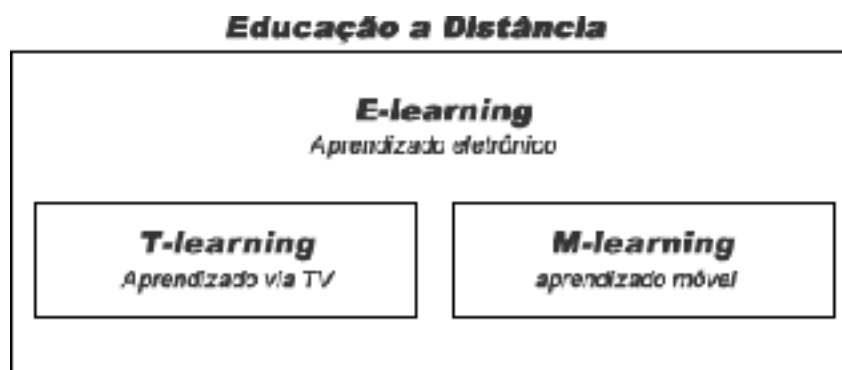 Educação a Distância
E-learning
Aprendizado eletrônico
T-learning
Aprendizado via TV
M-learning
aprendizado móvel